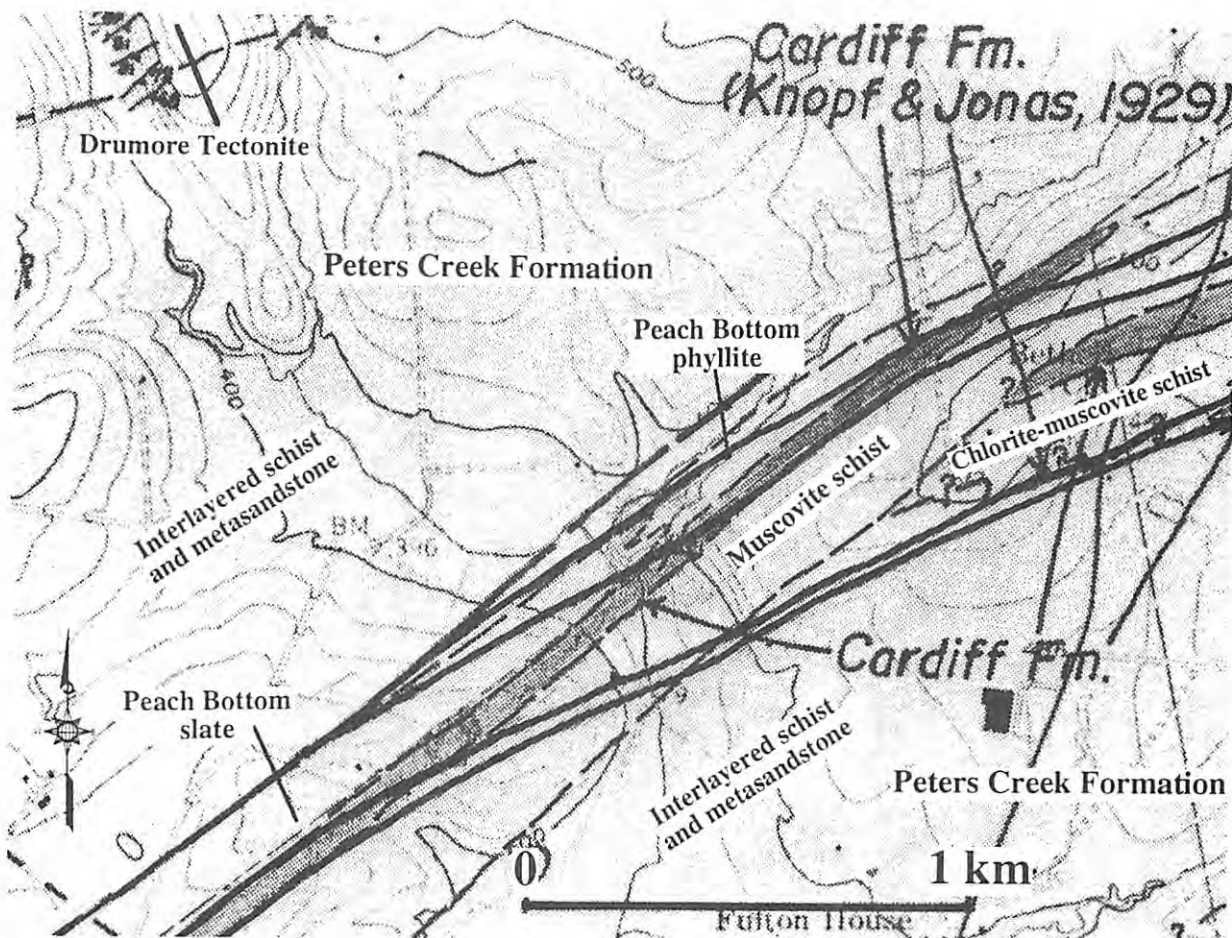 Cardiff Fm.
(Knopf & Jonas, 1929)
500
Drumore Tectonite
Peters Creek Formation
Peach Bottom
phyllite
?
400
?
Chlorite-muscovite schist
?
?
?
Interlayered schist
and metasandstone
Muscovite schist
BM
Cardiff Fm.
Peach Bottom
slate
Interlayered schist
and metasandstone
Peters Creek Formation
0
1 km
Fulton House
?